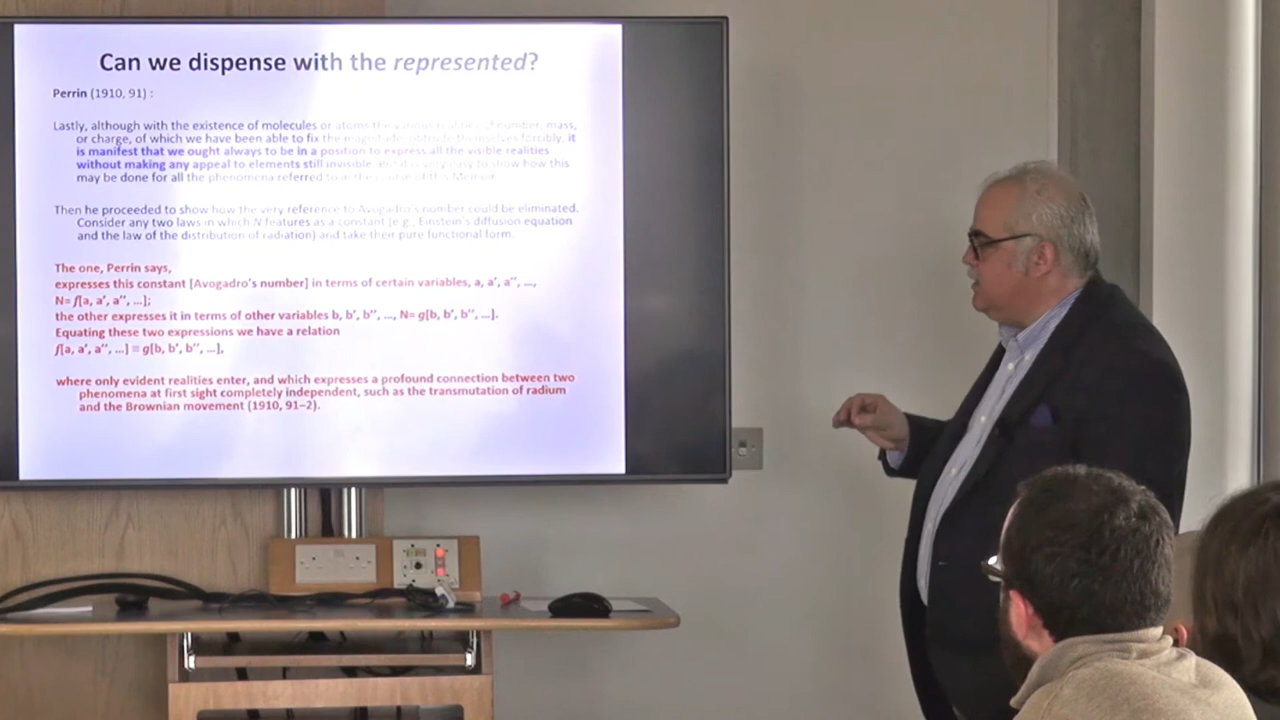 Can we dispense with the represented?
Perrin (1910, 91) :
Lastly, although with the existence of molecules or atoms the various realities of number, mass,
or charge, of which we have been able to fix the magnitude obtrude themselves forcibly, it
is manifest that we ought always to be in a position to express all the visible realities
without making any appeal to elements still invisible. But it is very easy to show how this
may be done for all the phenomena referred to in the course of this Memoir.
Then he proceeded to show how the very reference to Avogadro's number could be eliminated.
Consider any two laws in which N features as a constant (e.g., Einstein's diffusion equation
and the law of the distribution of radiation) and take their pure functional form.
The one, Perrin says,
expresses this constant [Avogadro's number] in terms of certain variables, a, a’, a’’, …,
N= f[a, a’, a’’, …];
the other expresses it in terms of other variables b, b’, b’’, …, N= g[b, b’, b’’, …].
Equating these two expressions we have a relation
f[a, a’, a’’, …] ≡ g[b, b’, b’’, …],
where only evident realities enter, and which expresses a profound connection between two
phenomena at first sight completely independent, such as the transmutation of radium
and the Brownian movement (1910, 91–2).